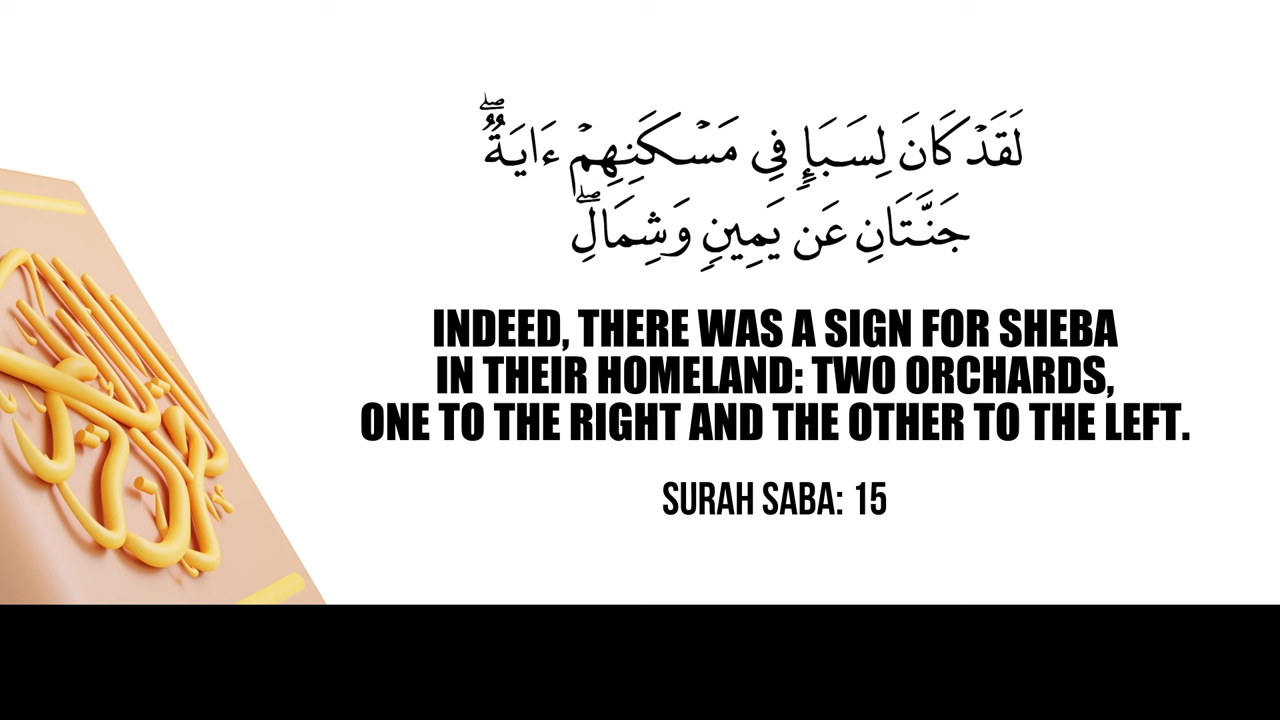 لَقَدْ كَانَ لِسَبَإٍ فِى مَسْكَنِهِمْ ءَايَةٌ ۖ
جَنَّتَانِ عَن يَمِينٍ وَشِمَالٍ ۖ
INDEED, THERE WAS A SIGN FOR SHEBA
IN THEIR HOMELAND: TWO ORCHARDS,
ONE TO THE RIGHT AND THE OTHER TO THE LEFT.
SURAH SABA: 15